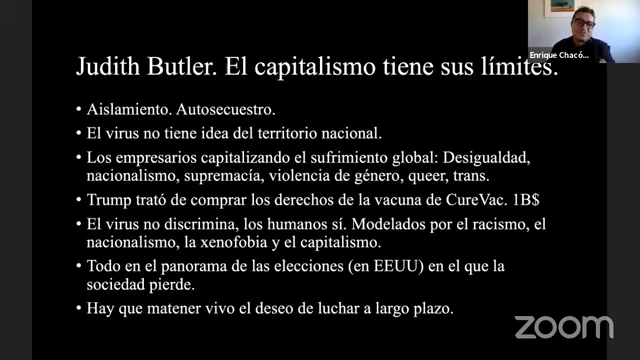 Enrique Chacó...
Judith Butler. El capitalismo tiene sus límites.
• Aislamiento. Autosecuestro.
• El virus no tiene idea del territorio nacional.
• Los empresarios capitalizando el sufrimiento global: Desigualdad,
nacionalismo, supremacía, violencia de género, queer, trans.
• Trump trató de comprar los derechos de la vacuna de CureVac. 1B$
• El virus no discrimina, los humanos sí. Modelados por el racismo, el
nacionalismo, la xenofobia y el capitalismo.
• Todo en el panorama de las elecciones (en EEUU) en el que la
sociedad pierde.
• Hay que matener vivo el deseo de luchar a largo plazo.
zoom